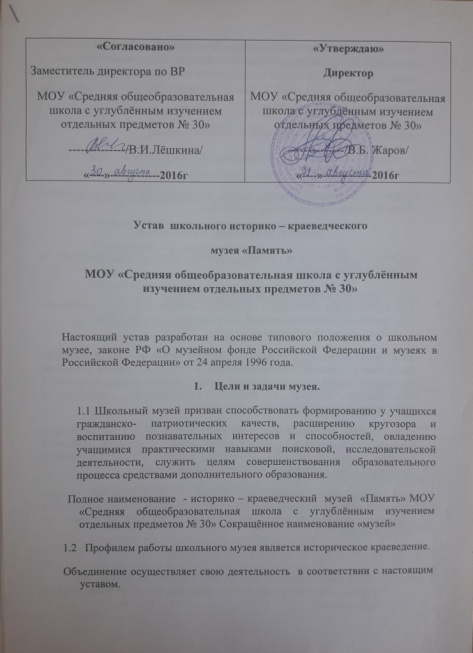 «Согласовано»
Заместитель директора по ВР
МОУ «Средняя общеобразовательная
школа с углублённым изучением
отдельных предметов № 30»
/В.И.Лёшкина/
«30» августа 2016г
«Утверждаю»
Директор
МОУ «Средняя общеобразовательная
школа с углублённым изучением
отдельных предметов № 30»
/В.Б. Жаров/
«31» августа 2016г
Устав школьного историко – краеведческого
музея «Память»
МОУ «Средняя общеобразовательная школа с углублённым
изучением отдельных предметов № 30»
Настоящий устав разработан на основе типового положения о школьном
музее, законе РФ «О музейном фонде Российской Федерации и музеях в
Российской Федерации» от 24 апреля 1996 года.
1. Цели и задачи музея.
1.1 Школьный музей призван способствовать формированию у учащихся
гражданско- патриотических качеств, расширению кругозора и
воспитанию познавательных интересов и способностей, овладению
учащимися практическими навыками поисковой, исследовательской
деятельности, служить целям совершенствования образовательного
процесса средствами дополнительного образования.
Полное наименование - историко – краеведческий музей «Память» МОУ
«Средняя общеобразовательная школа с углублённым изучением
отдельных предметов № 30» Сокращённое наименование «музей»
1.2 Профилем работы школьного музея является историческое краеведение.
Объединение осуществляет свою деятельность в соответствии с настоящим
уставом.